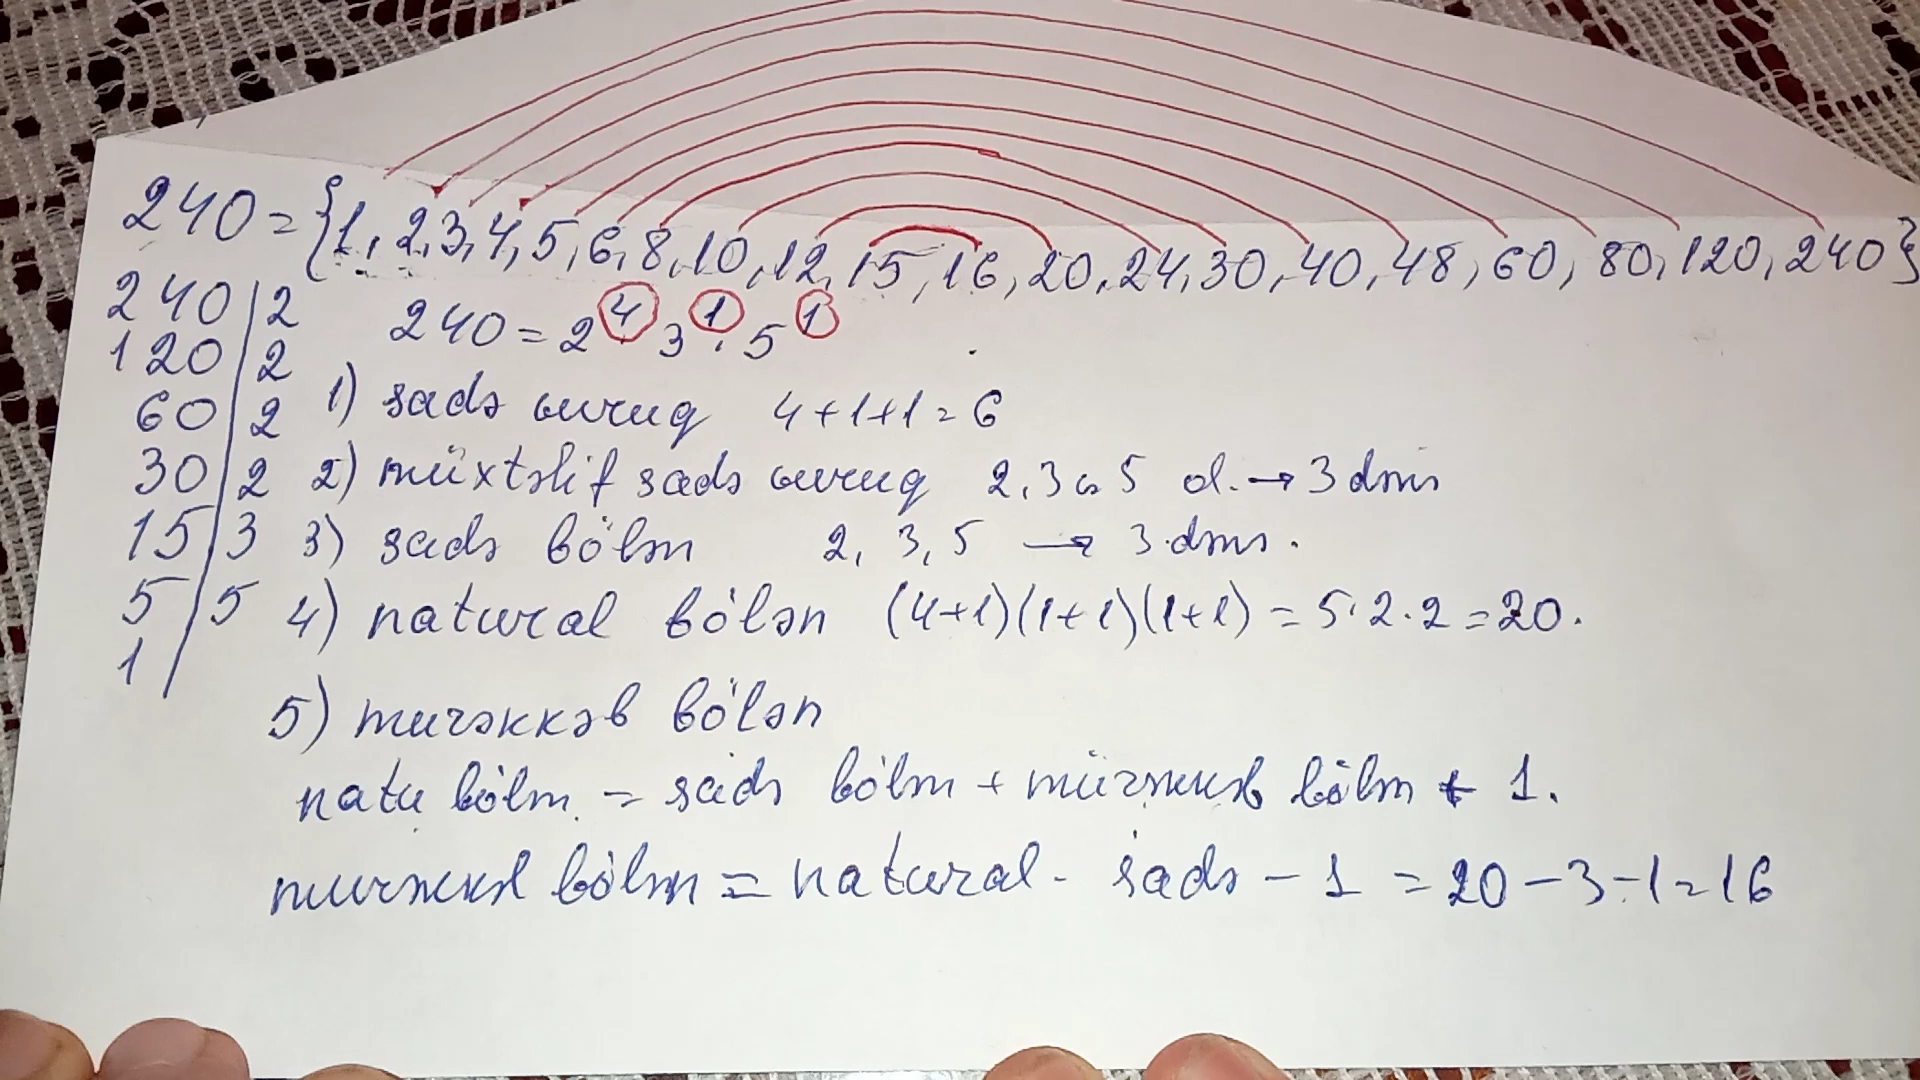 240 = {1, 2, 3, 4, 5, 6, 8, 10, 12, 15, 16, 20, 24, 30, 40, 48, 60, 80, 120, 240}
240 | 2
120 | 2
60 | 2
30 | 2
15 | 3
5 | 5
1 |
240 = 2⁴ 3¹ · 5¹
1) sadə vuruq 4+1+1=6
2) müxtəlif sadə vuruq 2, 3 və 5 d. → 3 dənə
3) sadə bölən 2, 3, 5 → 3 dənə.
4) natural bölən (4+1)(1+1)(1+1) = 5·2·2 = 20.
5) murəkkəb bölən
natu bölən = sadə bölən + mürəkkəb bölən + 1.
murəkkəb bölən = natural - sadə - 1 = 20 - 3 - 1 = 16